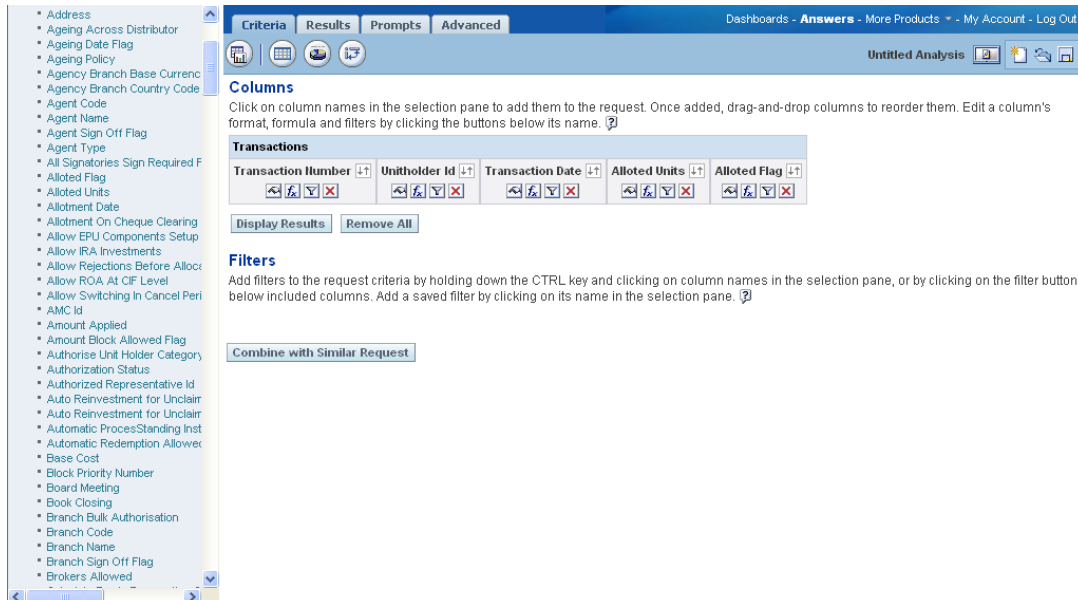 Address
Ageing Across Distributor
Ageing Date Flag
Ageing Policy
Agency Branch Base Currenc
Agency Branch Country Code
Agent Code
Agent Name
Agent Sign Off Flag
Agent Type
All Signatories Sign Required F
Alloted Flag
Alloted Units
Allotment Date
Allotment On Cheque Clearing
Allow EPU Components Setup
Allow IRA Investments
Allow Rejections Before Alloca
Allow ROA At CIF Level
Allow Switching In Cancel Peri
AMC Id
Amount Applied
Amount Block Allowed Flag
Authorise Unit Holder Category
Authorization Status
Authorized Representative Id
Auto Reinvestment for Unclaim
Auto Reinvestment for Unclaim
Automatic ProcesStanding Inst
Automatic Redemption Allowed
Base Cost
Block Priority Number
Board Meeting
Book Closing
Branch Bulk Authorisation
Branch Code
Branch Name
Branch Sign Off Flag
Brokers Allowed
Criteria Results Prompts Advanced
Dashboards - Answers - More Products - My Account - Log Out
Untitled Analysis
Columns
Click on column names in the selection pane to add them to the request. Once added, drag-and-drop columns to reorder them. Edit a column's
format, formula and filters by clicking the buttons below its name.
Transactions
Transaction Number Unitholder Id Transaction Date Alloted Units Alloted Flag
Display Results Remove All
Filters
Add filters to the request criteria by holding down the CTRL key and clicking on column names in the selection pane, or by clicking on the filter button
below included columns. Add a saved filter by clicking on its name in the selection pane.
Combine with Similar Request